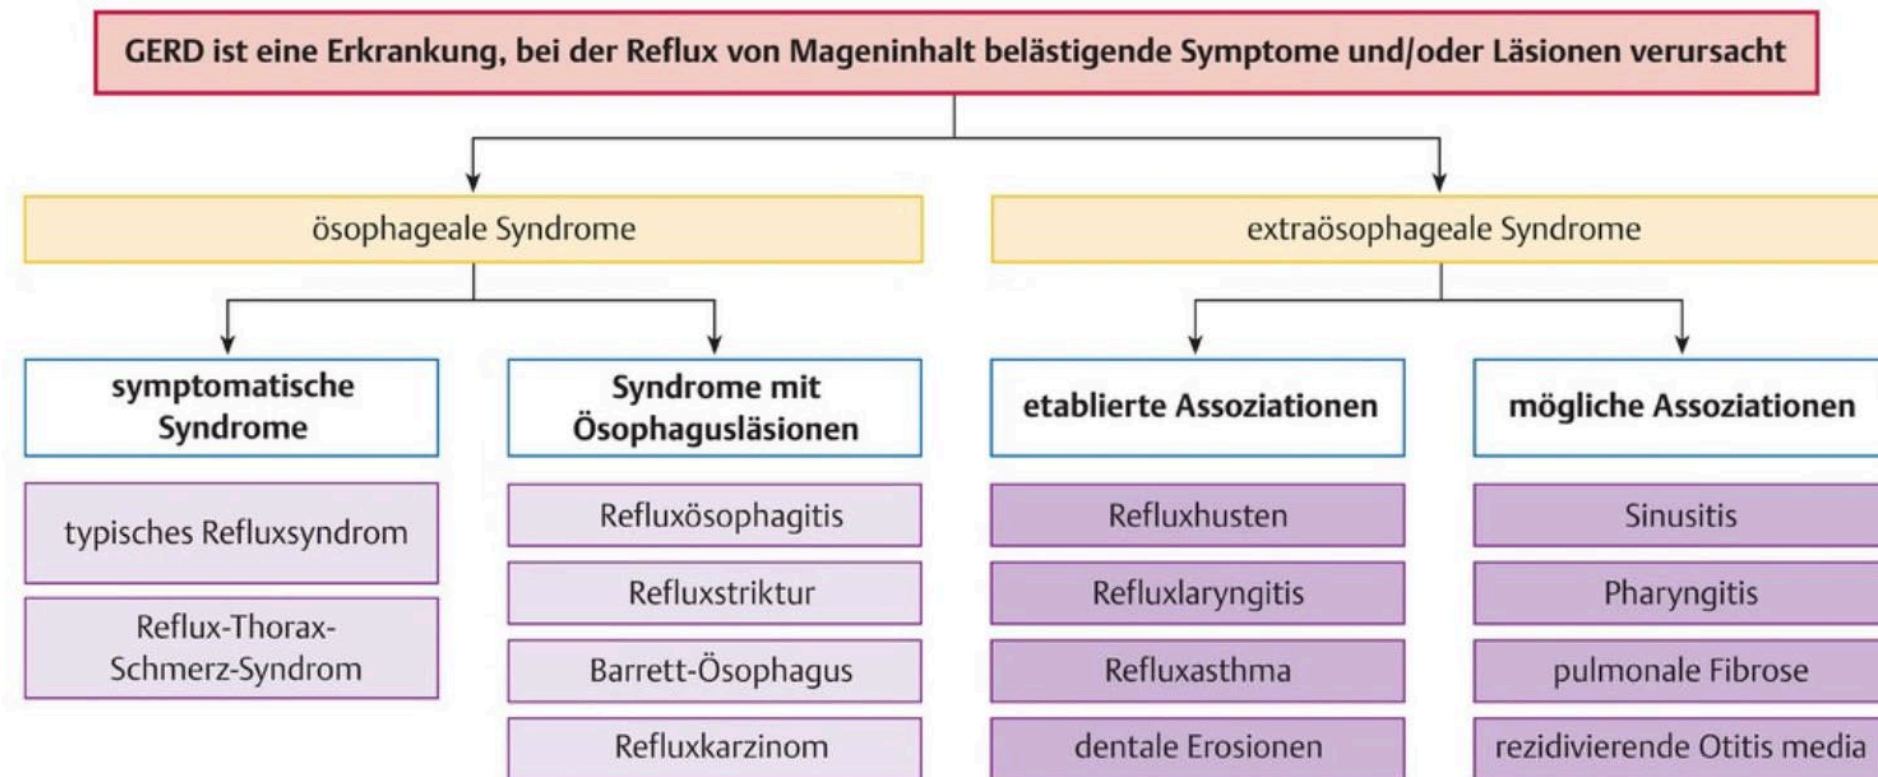 GERD ist eine Erkrankung, bei der Reflux von Mageninhalt belästigende Symptome und/oder Läsionen verursacht
ösophageale Syndrome
extraösophageale Syndrome
symptomatische
Syndrome
Syndrome mit
Ösophagusläsionen
etablierte Assoziationen
mögliche Assoziationen
typisches Refluxsyndrom
Reflux-Thorax-
Schmerz-Syndrom
Refluxösophagitis
Refluxstriktur
Barrett-Ösophagus
Refluxkarzinom
Refluxhusten
Refluxlaryngitis
Refluxasthma
dentale Erosionen
Sinusitis
Pharyngitis
pulmonale Fibrose
rezidivierende Otitis media